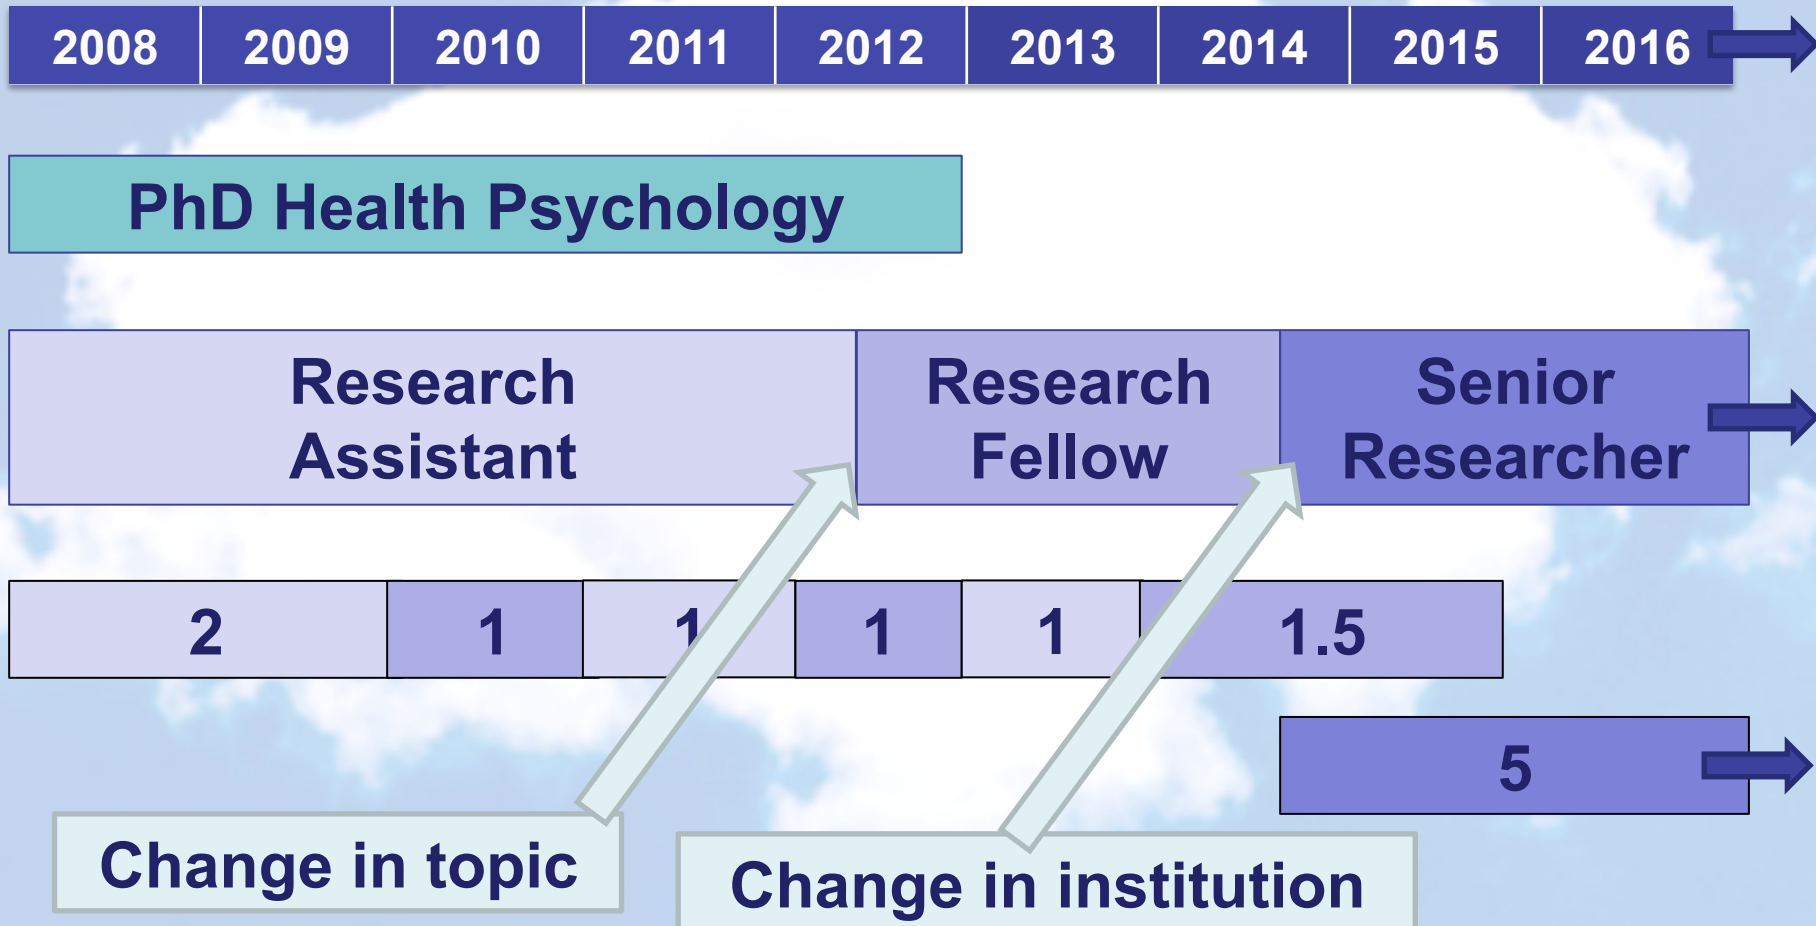 2008 2009 2010 2011 2012 2013 2014 2015 2016
PhD Health Psychology
Research
Assistant
Research
Fellow
Senior
Researcher
2 1 1 1 1 1.5
5
Change in topic
Change in institution